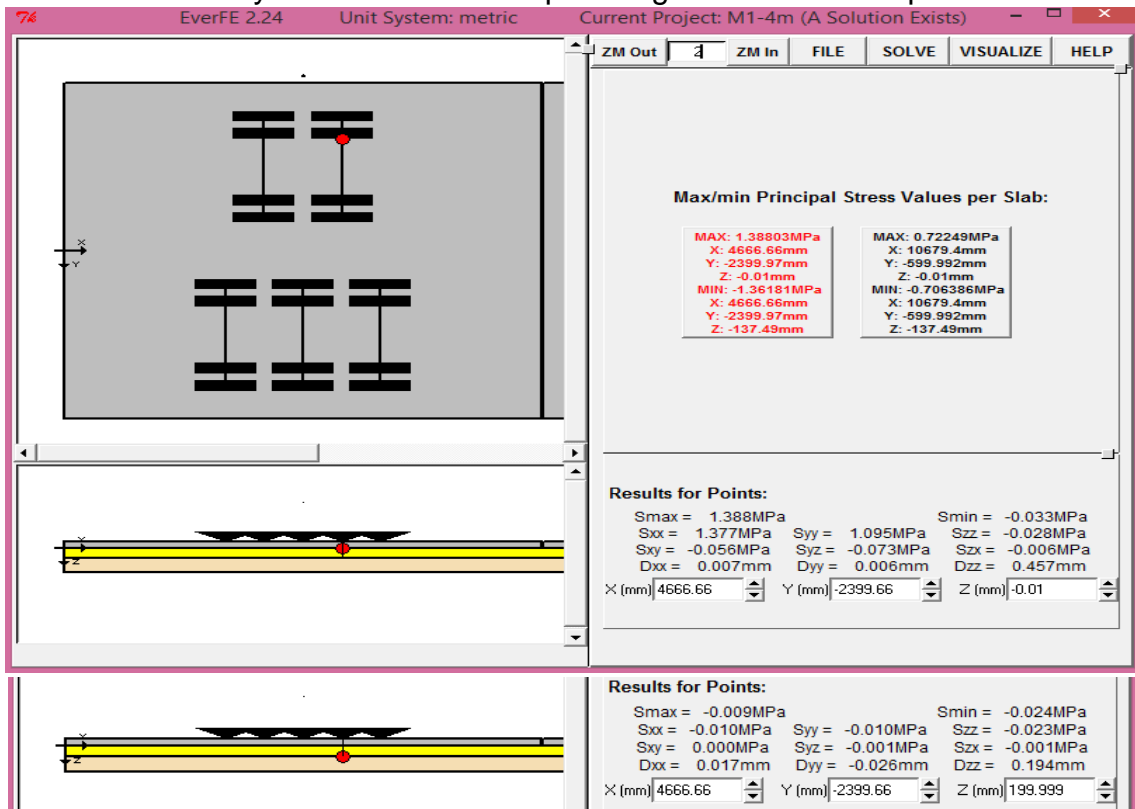 7% EverFE 2.24 Unit System: metric Current Project: M1-4m (A Solution Exists)
ZM Out 2 ZM In FILE SOLVE VISUALIZE HELP
X
Y
Max/min Principal Stress Values per Slab:
MAX: 1.38803MPa
X: 4666.66mm
Y: -2399.97mm
Z: -0.01mm
MIN: -1.36181MPa
X: 4666.66mm
Y: -2399.97mm
Z: -137.49mm
MAX: 0.72249MPa
X: 10679.4mm
Y: -599.992mm
Z: -0.01mm
MIN: -0.706386MPa
X: 10679.4mm
Y: -599.992mm
Z: -137.49mm
X
Z
Results for Points:
Smax = 1.388MPa Smin = -0.033MPa
Sxx = 1.377MPa Syy = 1.095MPa Szz = -0.028MPa
Sxy = -0.056MPa Syz = -0.073MPa Szx = -0.006MPa
Dxx = 0.007mm Dyy = 0.006mm Dzz = 0.457mm
X (mm) 4666.66 Y (mm) -2399.66 Z (mm) -0.01
X
Z
Results for Points:
Smax = -0.009MPa Smin = -0.024MPa
Sxx = -0.010MPa Syy = -0.010MPa Szz = -0.023MPa
Sxy = 0.000MPa Syz = -0.001MPa Szx = -0.001MPa
Dxx = 0.017mm Dyy = -0.026mm Dzz = 0.194mm
X (mm) 4666.66 Y (mm) -2399.66 Z (mm) 199.999